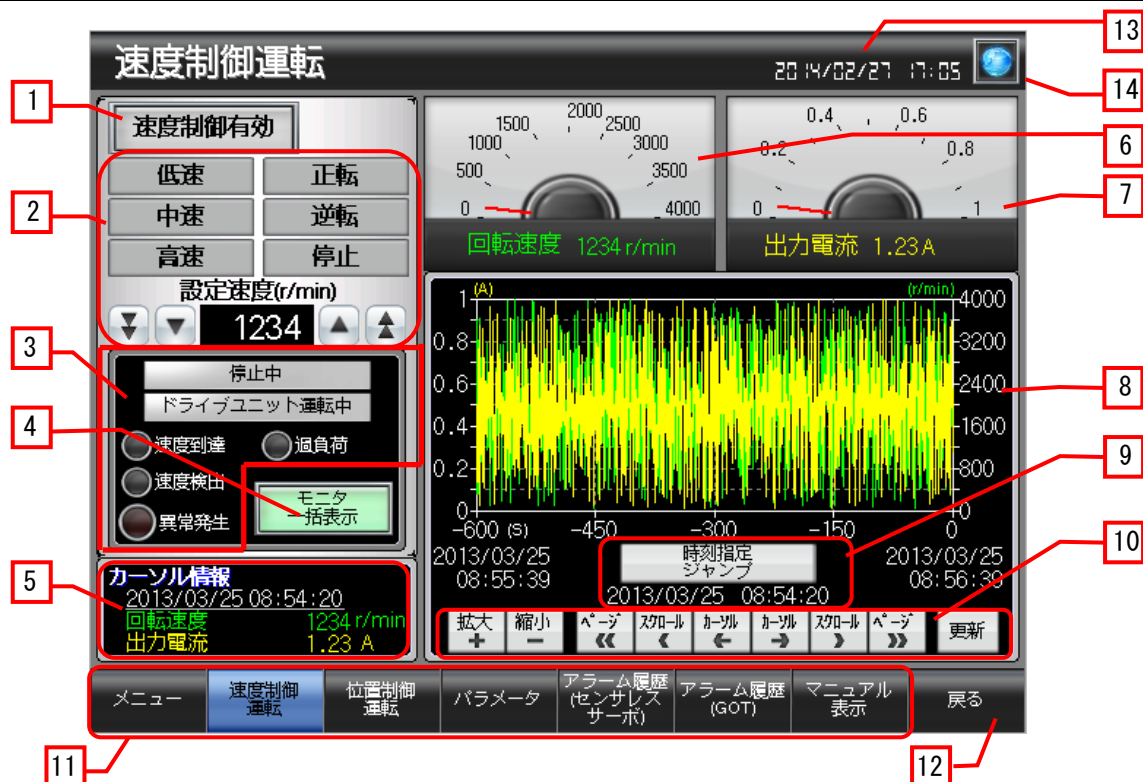 13
速度制御運転
2014/02/27 17:05
14
1
速度制御有効
2
低速 正転
中速 逆転
高速 停止
設定速度(r/min)
1234
0 500 1000 1500 2000 2500 3000 3500 4000
回転速度 1234 r/min
6
0 0.2 0.4 0.6 0.8 1
出力電流 1.23 A
7
3
停止中
ドライブユニット運転中
4
速度到達 過負荷
速度検出
異常発生
モニタ
一括表示
(A) (r/min)
1 4000
0.8 3200
0.6 2400
0.4 1600
0.2 800
0 0
-600 (S) -450 -300 -150 0
8
9
2013/03/25
08:55:39
時刻指定
ジャンプ
2013/03/25 08:54:20
2013/03/25
08:56:39
10
5
カーソル情報
2013/03/25 08:54:20
回転速度 1234 r/min
出力電流 1.23 A
拡大 縮小 ページ スクロール カーソル カーソル スクロール ページ 更新
+ − ≪ ‹ ← → › ≫
メニュー
速度制御
運転
位置制御
運転
パラメータ
アラーム履歴
(センサレス
サーボ)
アラーム履歴
(GOT)
マニュアル
表示
戻る
11
12